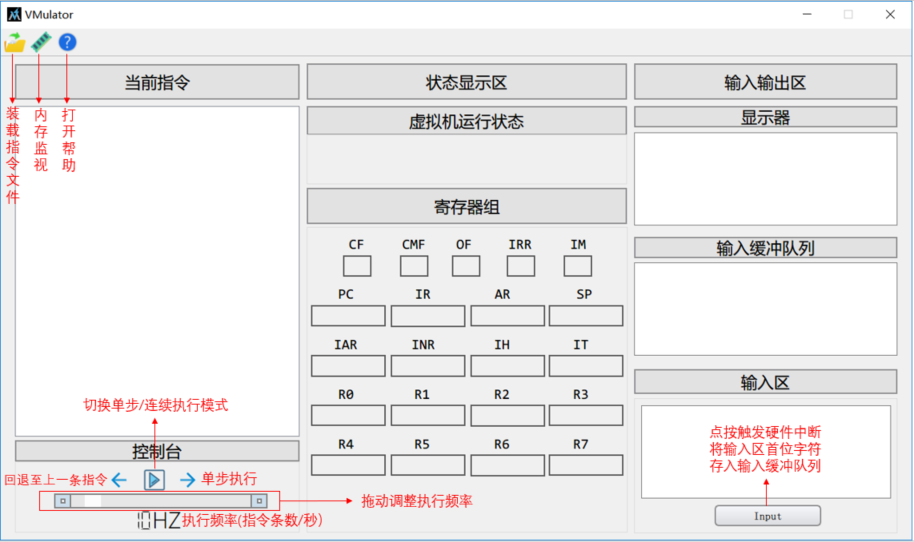 VMulator
当前指令
状态显示区
输入输出区
装载指令文件
内存监视
打开帮助
虚拟机运行状态
显示器
寄存器组
CF CMF OF IRR IM
输入缓冲队列
PC IR AR SP
IAR INR IH IT
输入区
R0 R1 R2 R3
切换单步/连续执行模式
点按触发硬件中断
将输入区首位字符
存入输入缓冲队列
R4 R5 R6 R7
控制台
回退至上一条指令
单步执行
拖动调整执行频率
10HZ执行频率(指令条数/秒)
Input